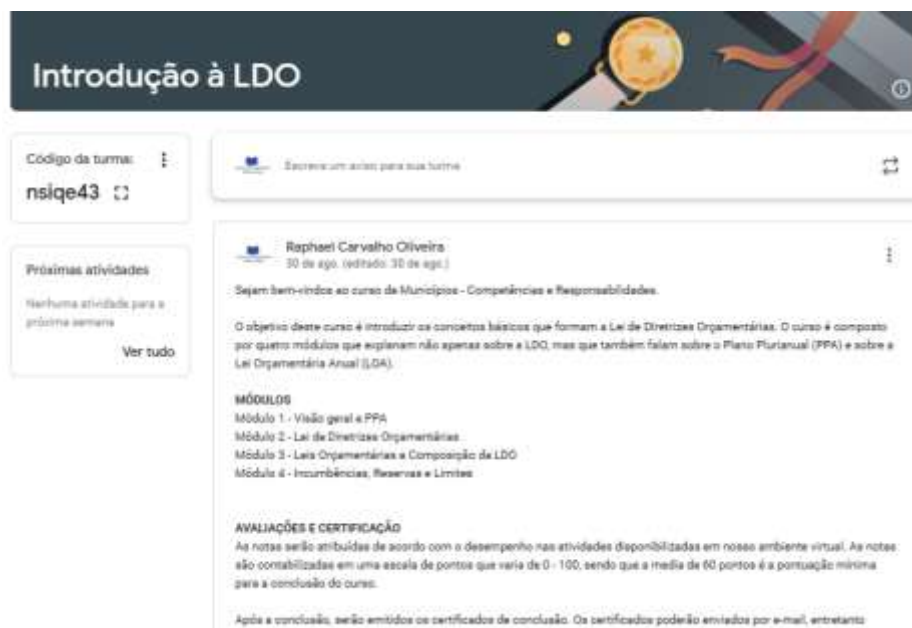 Introdução à LDO
Código da turma:
nsiqe43
Próximas atividades
Nenhuma atividade para a
próxima semana
Ver tudo
Escreva um aviso para sua turma
Raphael Carvalho Oliveira
30 de ago. (editado: 30 de ago.)
Sejam bem-vindos ao curso de Municípios - Competências e Responsabilidades.
O objetivo deste curso é introduzir os conceitos básicos que formam a Lei de Diretrizes Orçamentárias. O curso é composto
por quatro módulos que explanam não apenas sobre a LDO, mas que também falam sobre o Plano Plurianual (PPA) e sobre a
Lei Orçamentária Anual (LOA).
MÓDULOS
Módulo 1 - Visão geral e PPA
Módulo 2 - Lei de Diretrizes Orçamentárias
Módulo 3 - Leis Orçamentárias e Composição da LDO
Módulo 4 - Incumbências, Reservas e Limites
AVALIAÇÕES E CERTIFICAÇÃO
As notas serão atribuídas de acordo com o desempenho nas atividades disponibilizadas em nosso ambiente virtual. As notas
são contabilizadas em uma escala de pontos que varia de 0 - 100, sendo que a media de 60 pontos é a pontuação mínima
para a conclusão do curso.
Após a conclusão, serão emitidos os certificados de conclusão. Os certificados poderão enviados por e-mail, entretanto